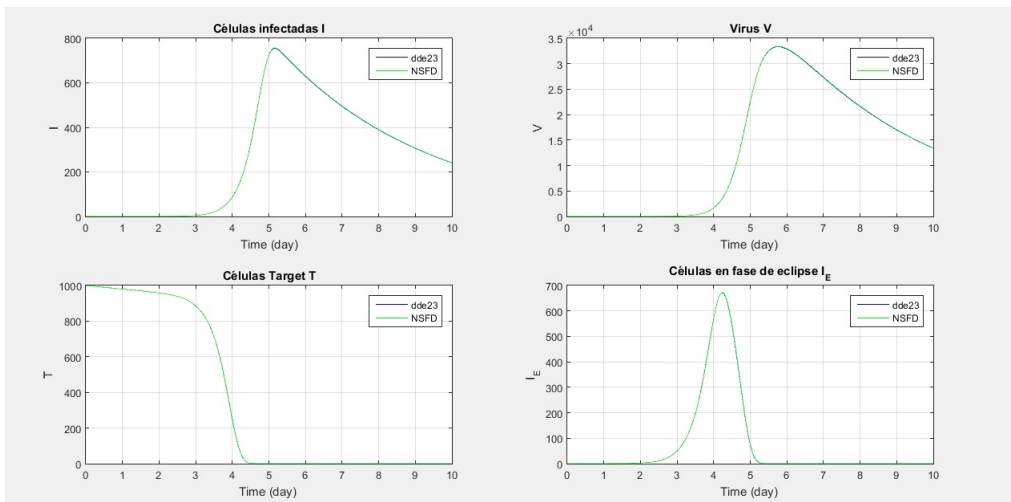 Células infectadas I
800
600
400
200
0
I
0 1 2 3 4 5 6 7 8 9 10
Time (day)
dde23
NSFD
Virus V
×10^4
3.5
3
2.5
2
1.5
1
0.5
0
V
0 1 2 3 4 5 6 7 8 9 10
Time (day)
dde23
NSFD
Células Target T
1000
800
600
400
200
0
T
0 1 2 3 4 5 6 7 8 9 10
Time (day)
dde23
NSFD
Células en fase de eclipse I_E
700
600
500
400
300
200
100
0
I_E
0 1 2 3 4 5 6 7 8 9 10
Time (day)
dde23
NSFD